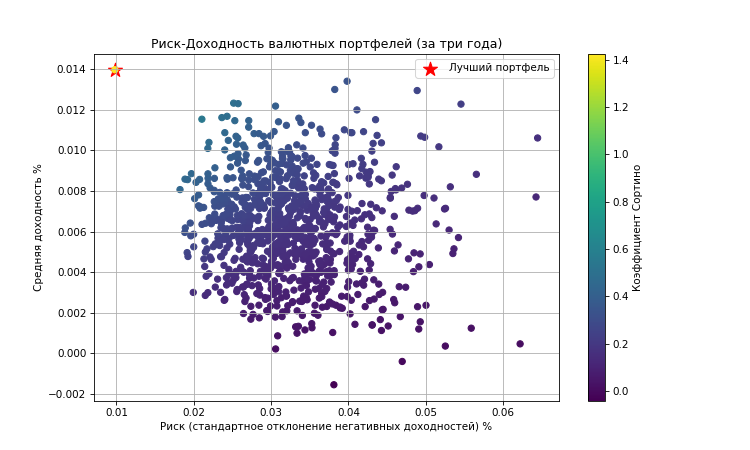 Риск-Доходность валютных портфелей (за три года)
Лучший портфель
Средняя доходность %
0.014
0.012
0.010
0.008
0.006
0.004
0.002
0.000
−0.002
0.01 0.02 0.03 0.04 0.05 0.06
Риск (стандартное отклонение негативных доходностей) %
1.4
1.2
1.0
0.8
0.6
0.4
0.2
0.0
Коэффициент Сортино